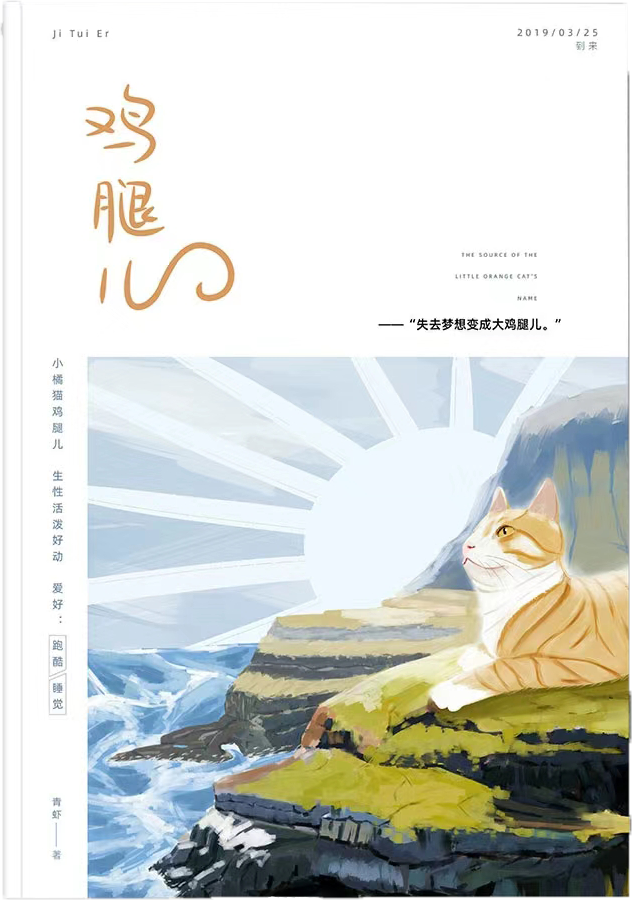 Ji Tui Er
2019/03/25
到来
鸡
腿
儿
THE SOURCE OF THE
LITTLE ORANGE CAT'S
NAME
——“失去梦想变成大鸡腿儿。”
小橘猫鸡腿儿 生性活泼好动 爱好：跑酷/睡觉
青虾——著